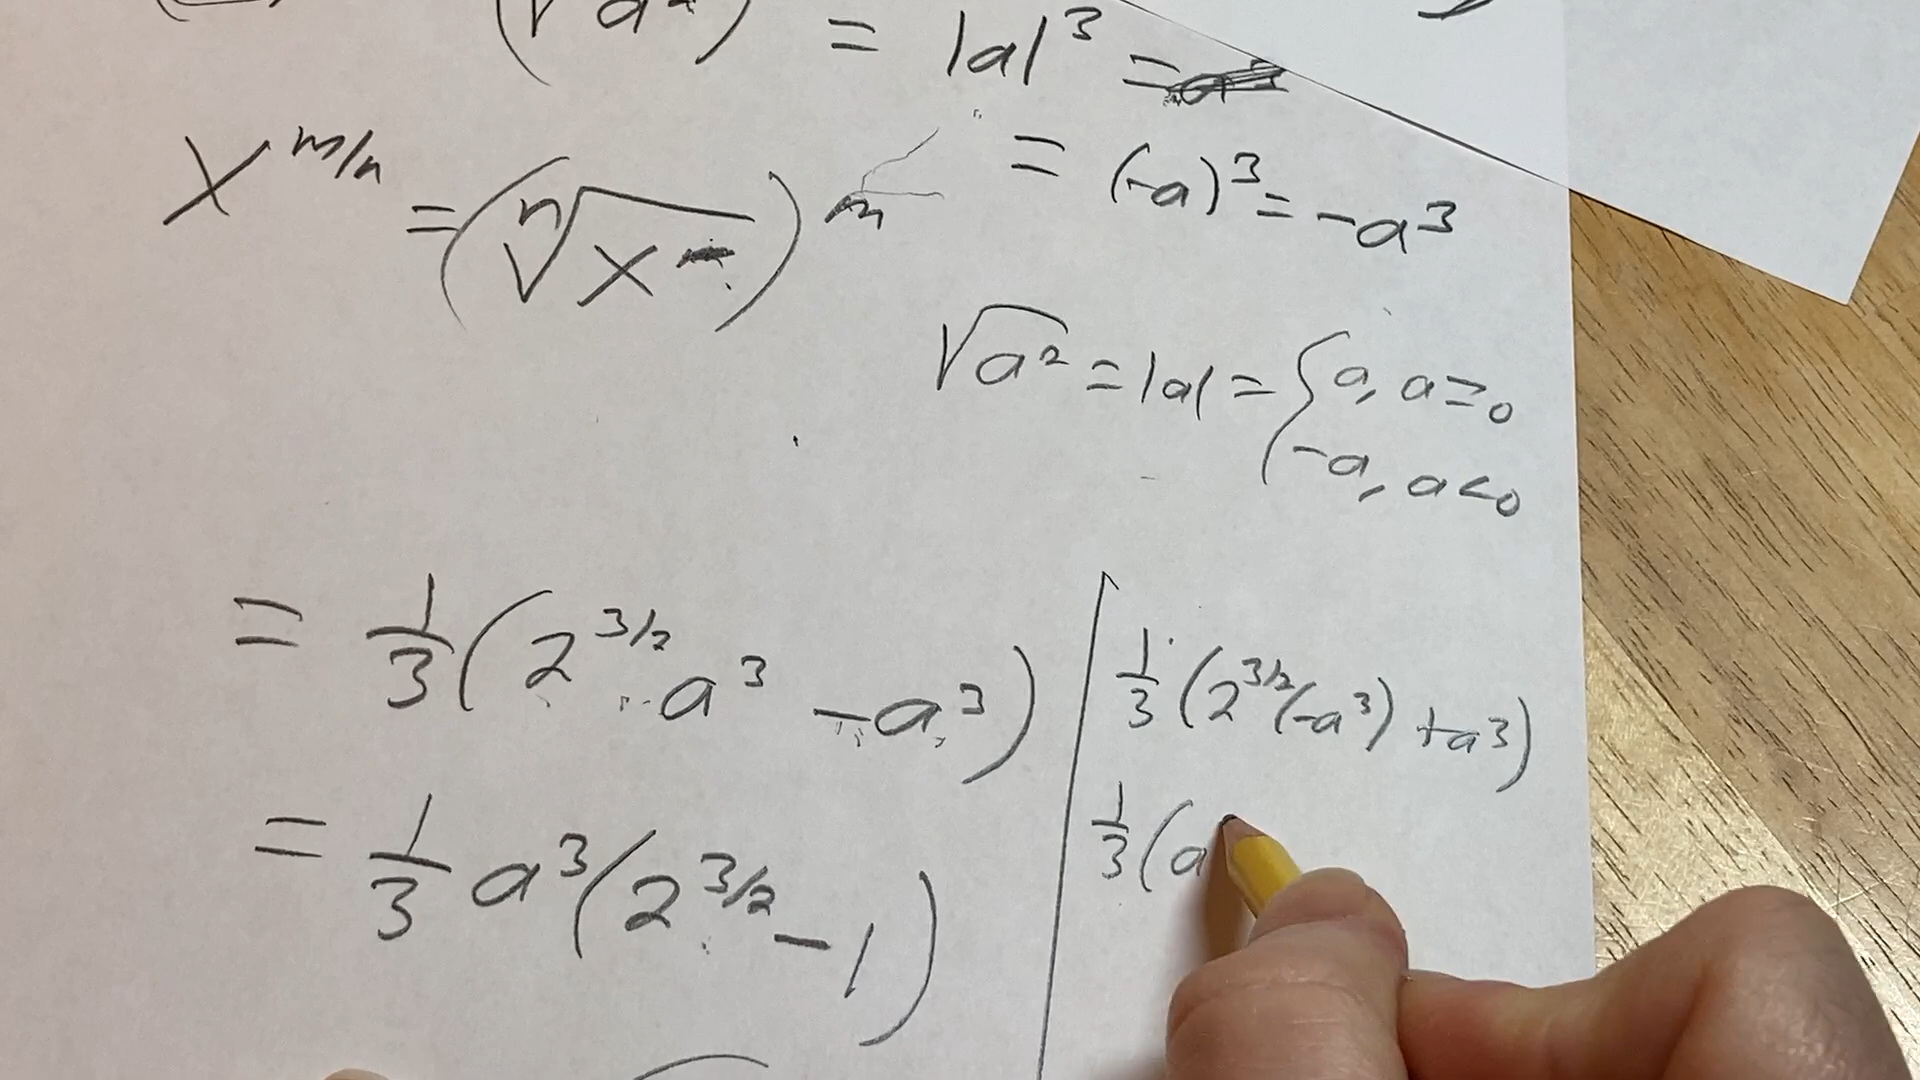 (√a²) = |a|³ =
= (-a)³ = -a³
x^{m/n} = (ⁿ√x)^m
√a² = |a| = { a, a ≥ 0
-a, a < 0
= 1/3 (2^{3/2} a³ - a³)
= 1/3 a³ (2^{3/2} - 1)
1/3 (2^{3/2} (-a³) + a³)
1/3 (a